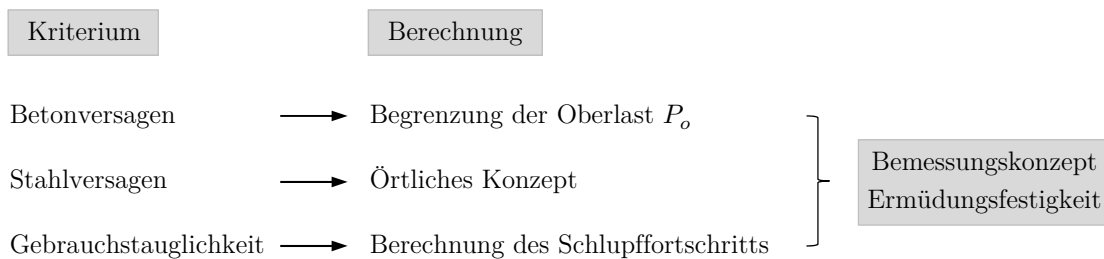 Kriterium
Berechnung
Betonversagen
Begrenzung der Oberlast P_o
Stahlversagen
Örtliches Konzept
Gebrauchstauglichkeit
Berechnung des Schlupffortschritts
Bemessungskonzept
Ermüdungsfestigkeit